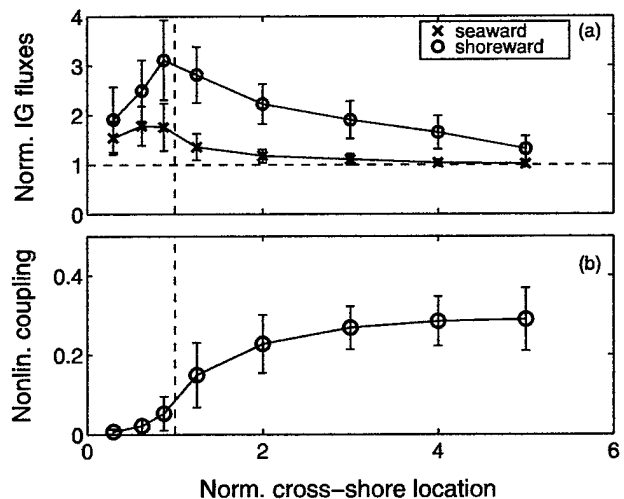 4
3
2
1
0
Norm. IG fluxes
seaward
shoreward
(a)
0.4
0.2
0
Nonlin. coupling
(b)
0 2 4 6
Norm. cross-shore location